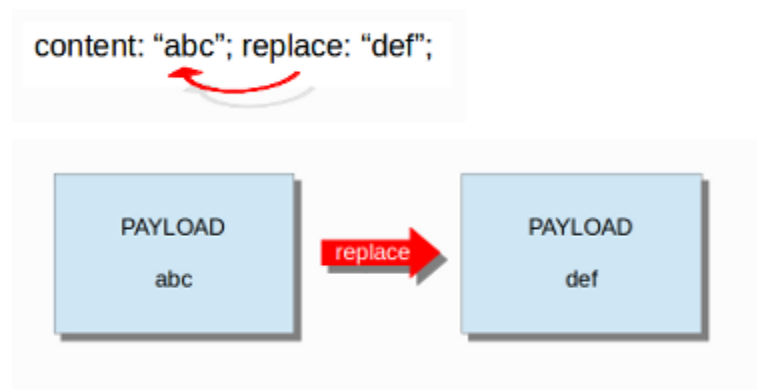 content: “abc”; replace: “def”;
PAYLOAD
abc
replace
PAYLOAD
def